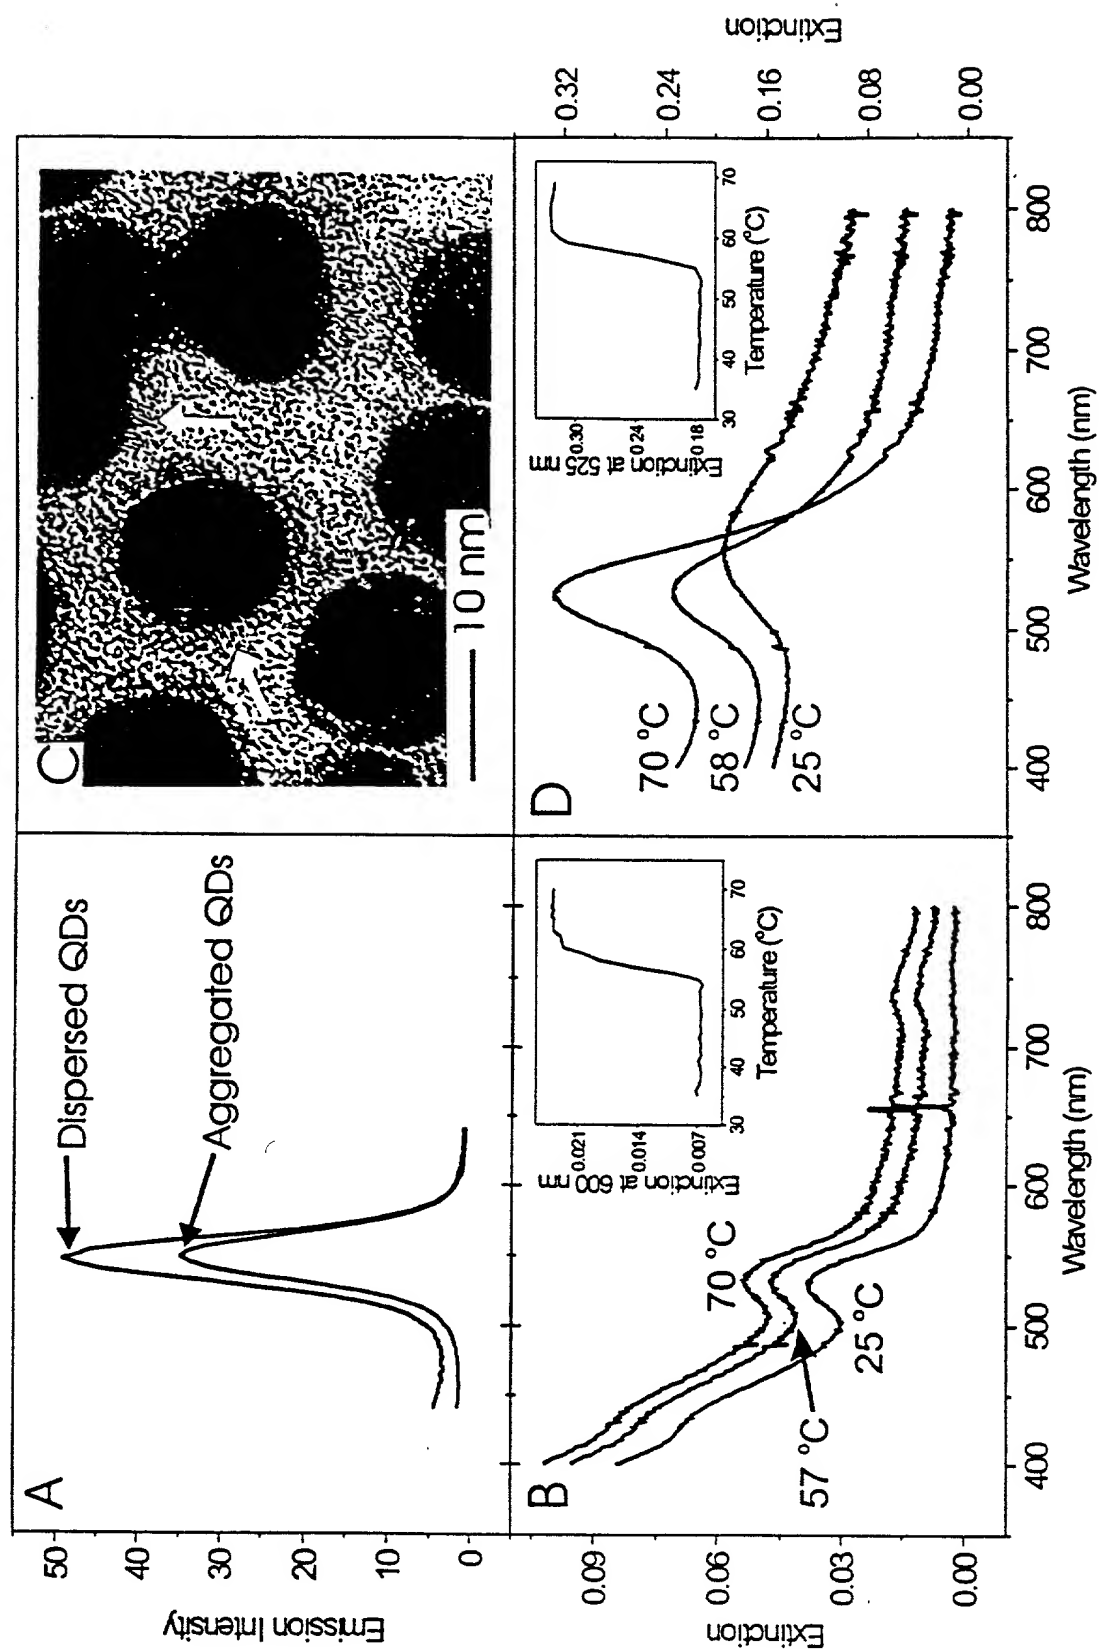 A
Dispersed QDs
Aggregated QDs
50
40
30
20
10
0
Emission Intensity
C
10 nm
B
70 °C
57 °C
25 °C
0.09
0.06
0.03
0.00
Extinction
400
500
600
700
800
Wavelength (nm)
0.021
0.014
0.007
Extinction at 600 nm
30
40
50
60
70
Temperature (°C)
D
70 °C
58 °C
25 °C
0.32
0.24
0.16
0.08
0.00
Extinction
400
500
600
700
800
Wavelength (nm)
0.30
0.24
0.18
Extinction at 525 nm
30
40
50
60
70
Temperature (°C)